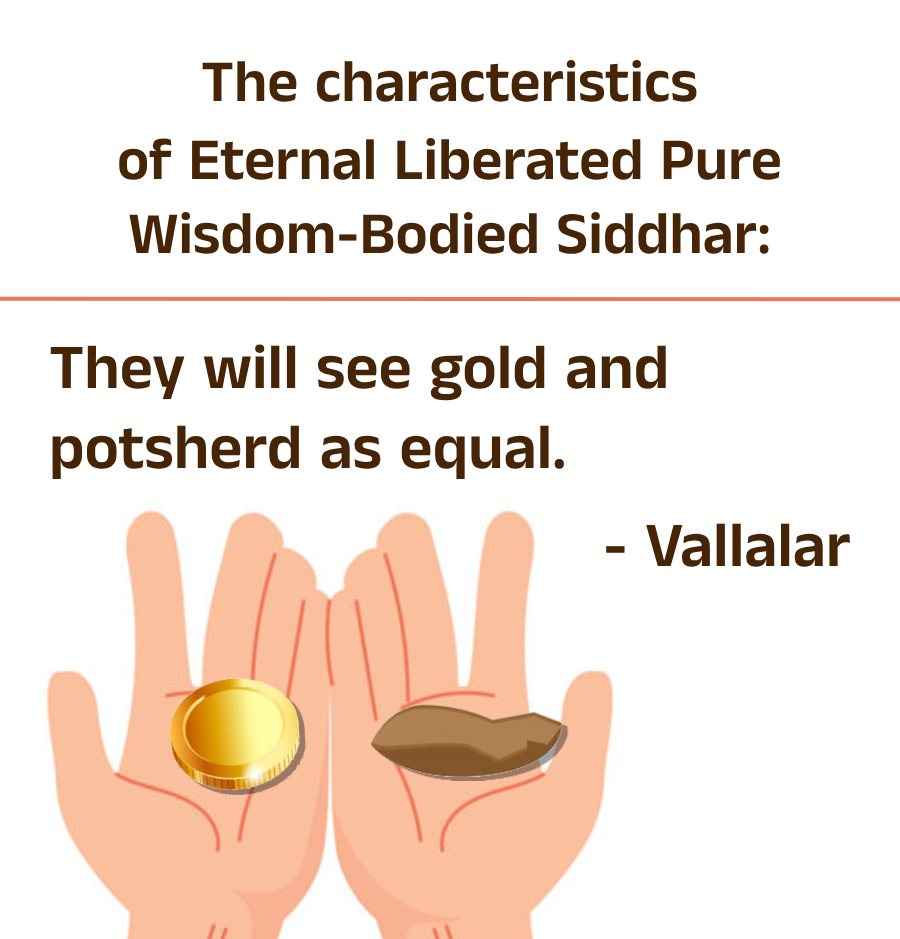 The characteristics
of Eternal Liberated Pure
Wisdom-Bodied Siddhar:
They will see gold and
potsherd as equal.
- Vallalar